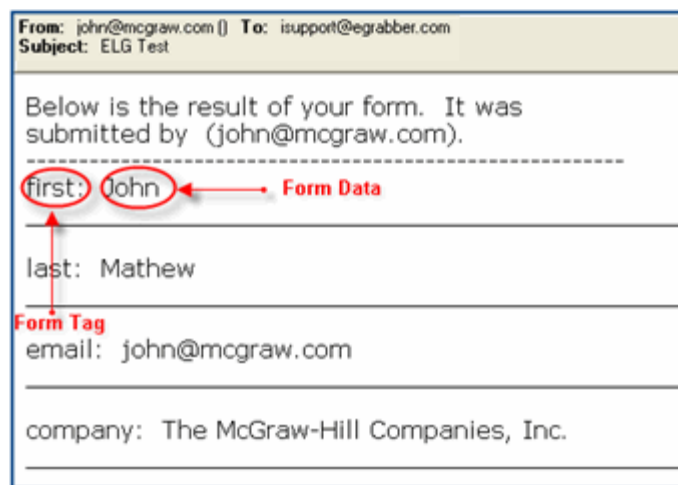 From: john@mcgraw.com () To: isupport@egrabber.com
Subject: ELG Test
Below is the result of your form. It was
submitted by (john@mcgraw.com).
--------------------------------------------------------
first: John Form Data
last: Mathew
Form Tag
email: john@mcgraw.com
company: The McGraw-Hill Companies, Inc.